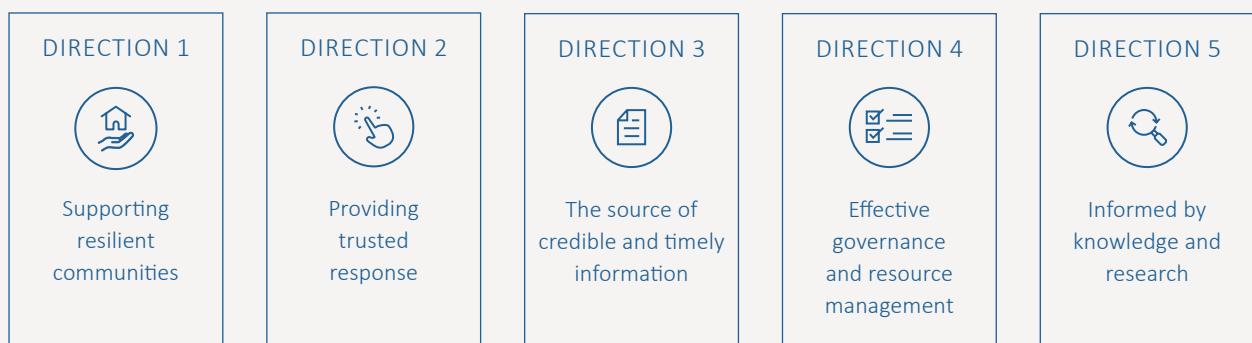 DIRECTION 1
Supporting
resilient
communities
DIRECTION 2
Providing
trusted
response
DIRECTION 3
The source of
credible and timely
information
DIRECTION 4
Effective
governance
and resource
management
DIRECTION 5
Informed by
knowledge and
research